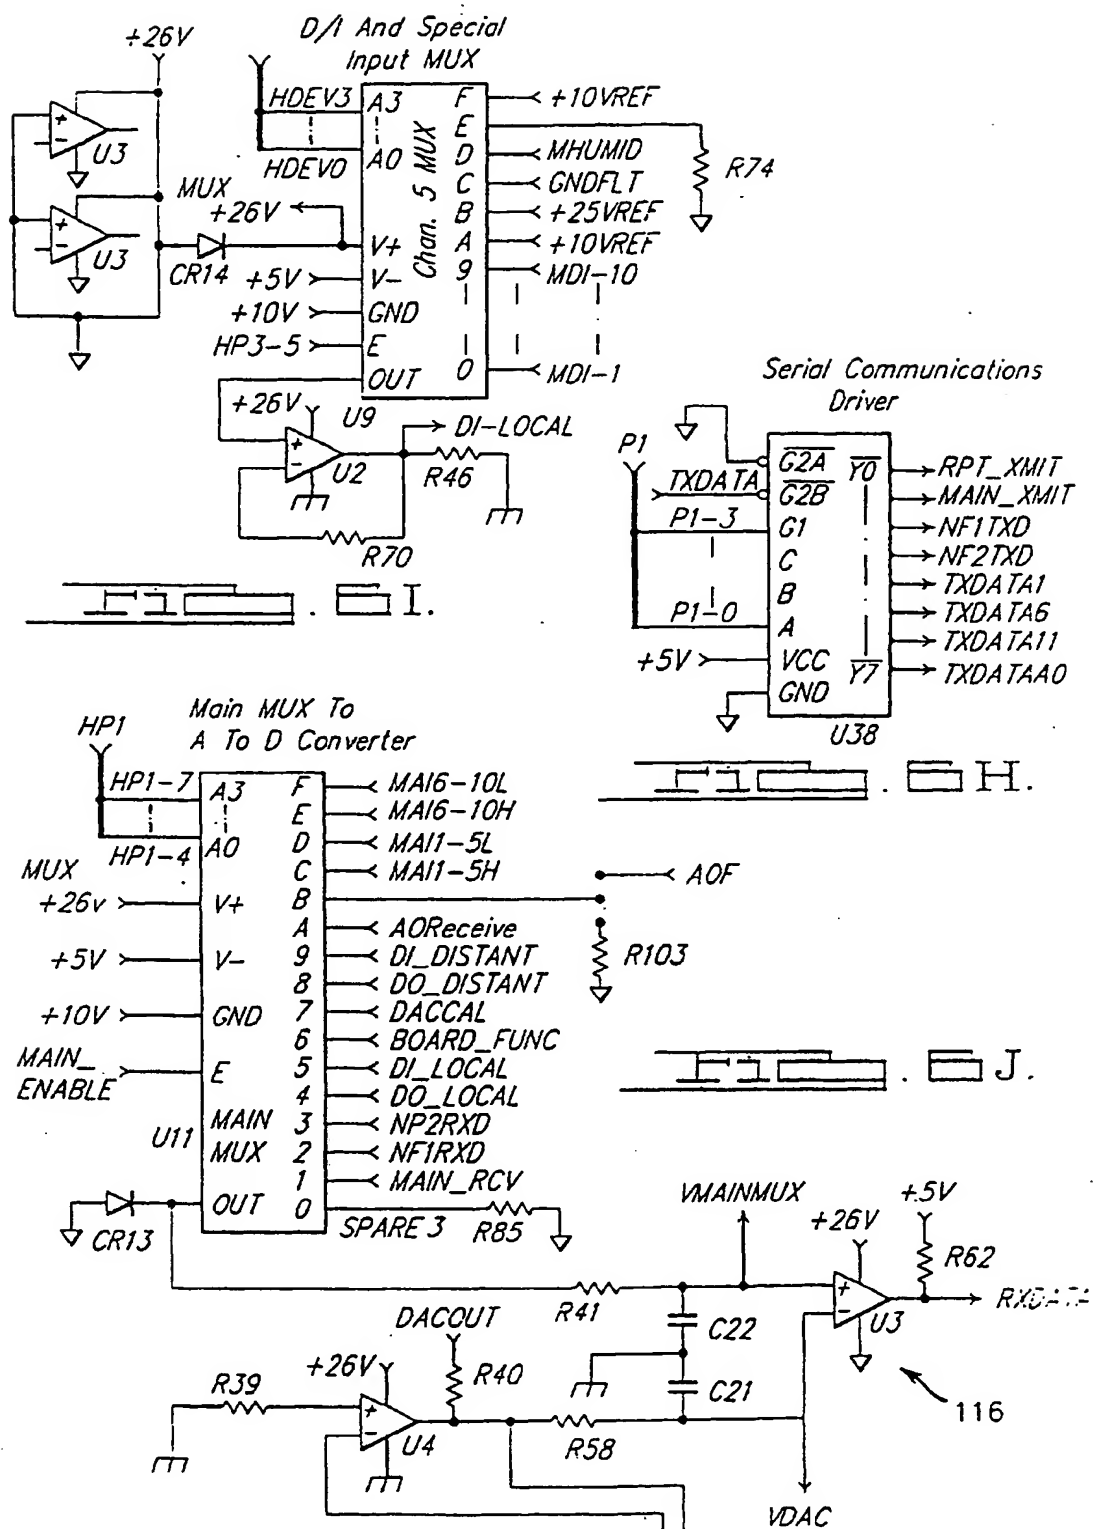 +26V
D/I And Special
Input MUX
HDEV3
A3
F
+10VREF
E
U3
A0
HDEV0
Chan. 5 MUX
D
MHUMID
R74
C
GNDFLT
MUX
+26V
B
+25VREF
U3
V+
A
+10VREF
CR14
+5V
V-
9
MDI-10
+10V
GND
HP3-5
E
OUT
0
MDI-1
+26V
U9
DI-LOCAL
U2
R46
R70
Fig. 6I.
Serial Communications
Driver
P1
G2A
Y0
RPT_XMIT
TXDATA
G2B
MAIN_XMIT
P1-3
G1
NF1TXD
C
NF2TXD
B
TXDATA1
P1-0
A
TXDATA6
TXDATA11
+5V
VCC
Y7
TXDATAA0
GND
U38
Fig. 6H.
Main MUX To
A To D Converter
HP1
HP1-7
A3
F
MAI6-10L
E
MAI6-10H
HP1-4
A0
D
MAI1-5L
C
MAI1-5H
AOF
MUX
+26v
V+
B
A
AOReceive
+5V
V-
9
DI_DISTANT
R103
8
DO_DISTANT
+10V
GND
7
DACCAL
6
BOARD_FUNC
MAIN_
ENABLE
E
5
DI_LOCAL
4
DO_LOCAL
U11
MAIN
MUX
3
NP2RXD
2
NF1RXD
1
MAIN_RCV
OUT
0
SPARE 3
R85
CR13
Fig. 6J.
VMAINMUX
+5V
+26V
R62
R41
C22
U3
RXDATA
DACOUT
+26V
R40
R39
C21
116
U4
R58
VDAC